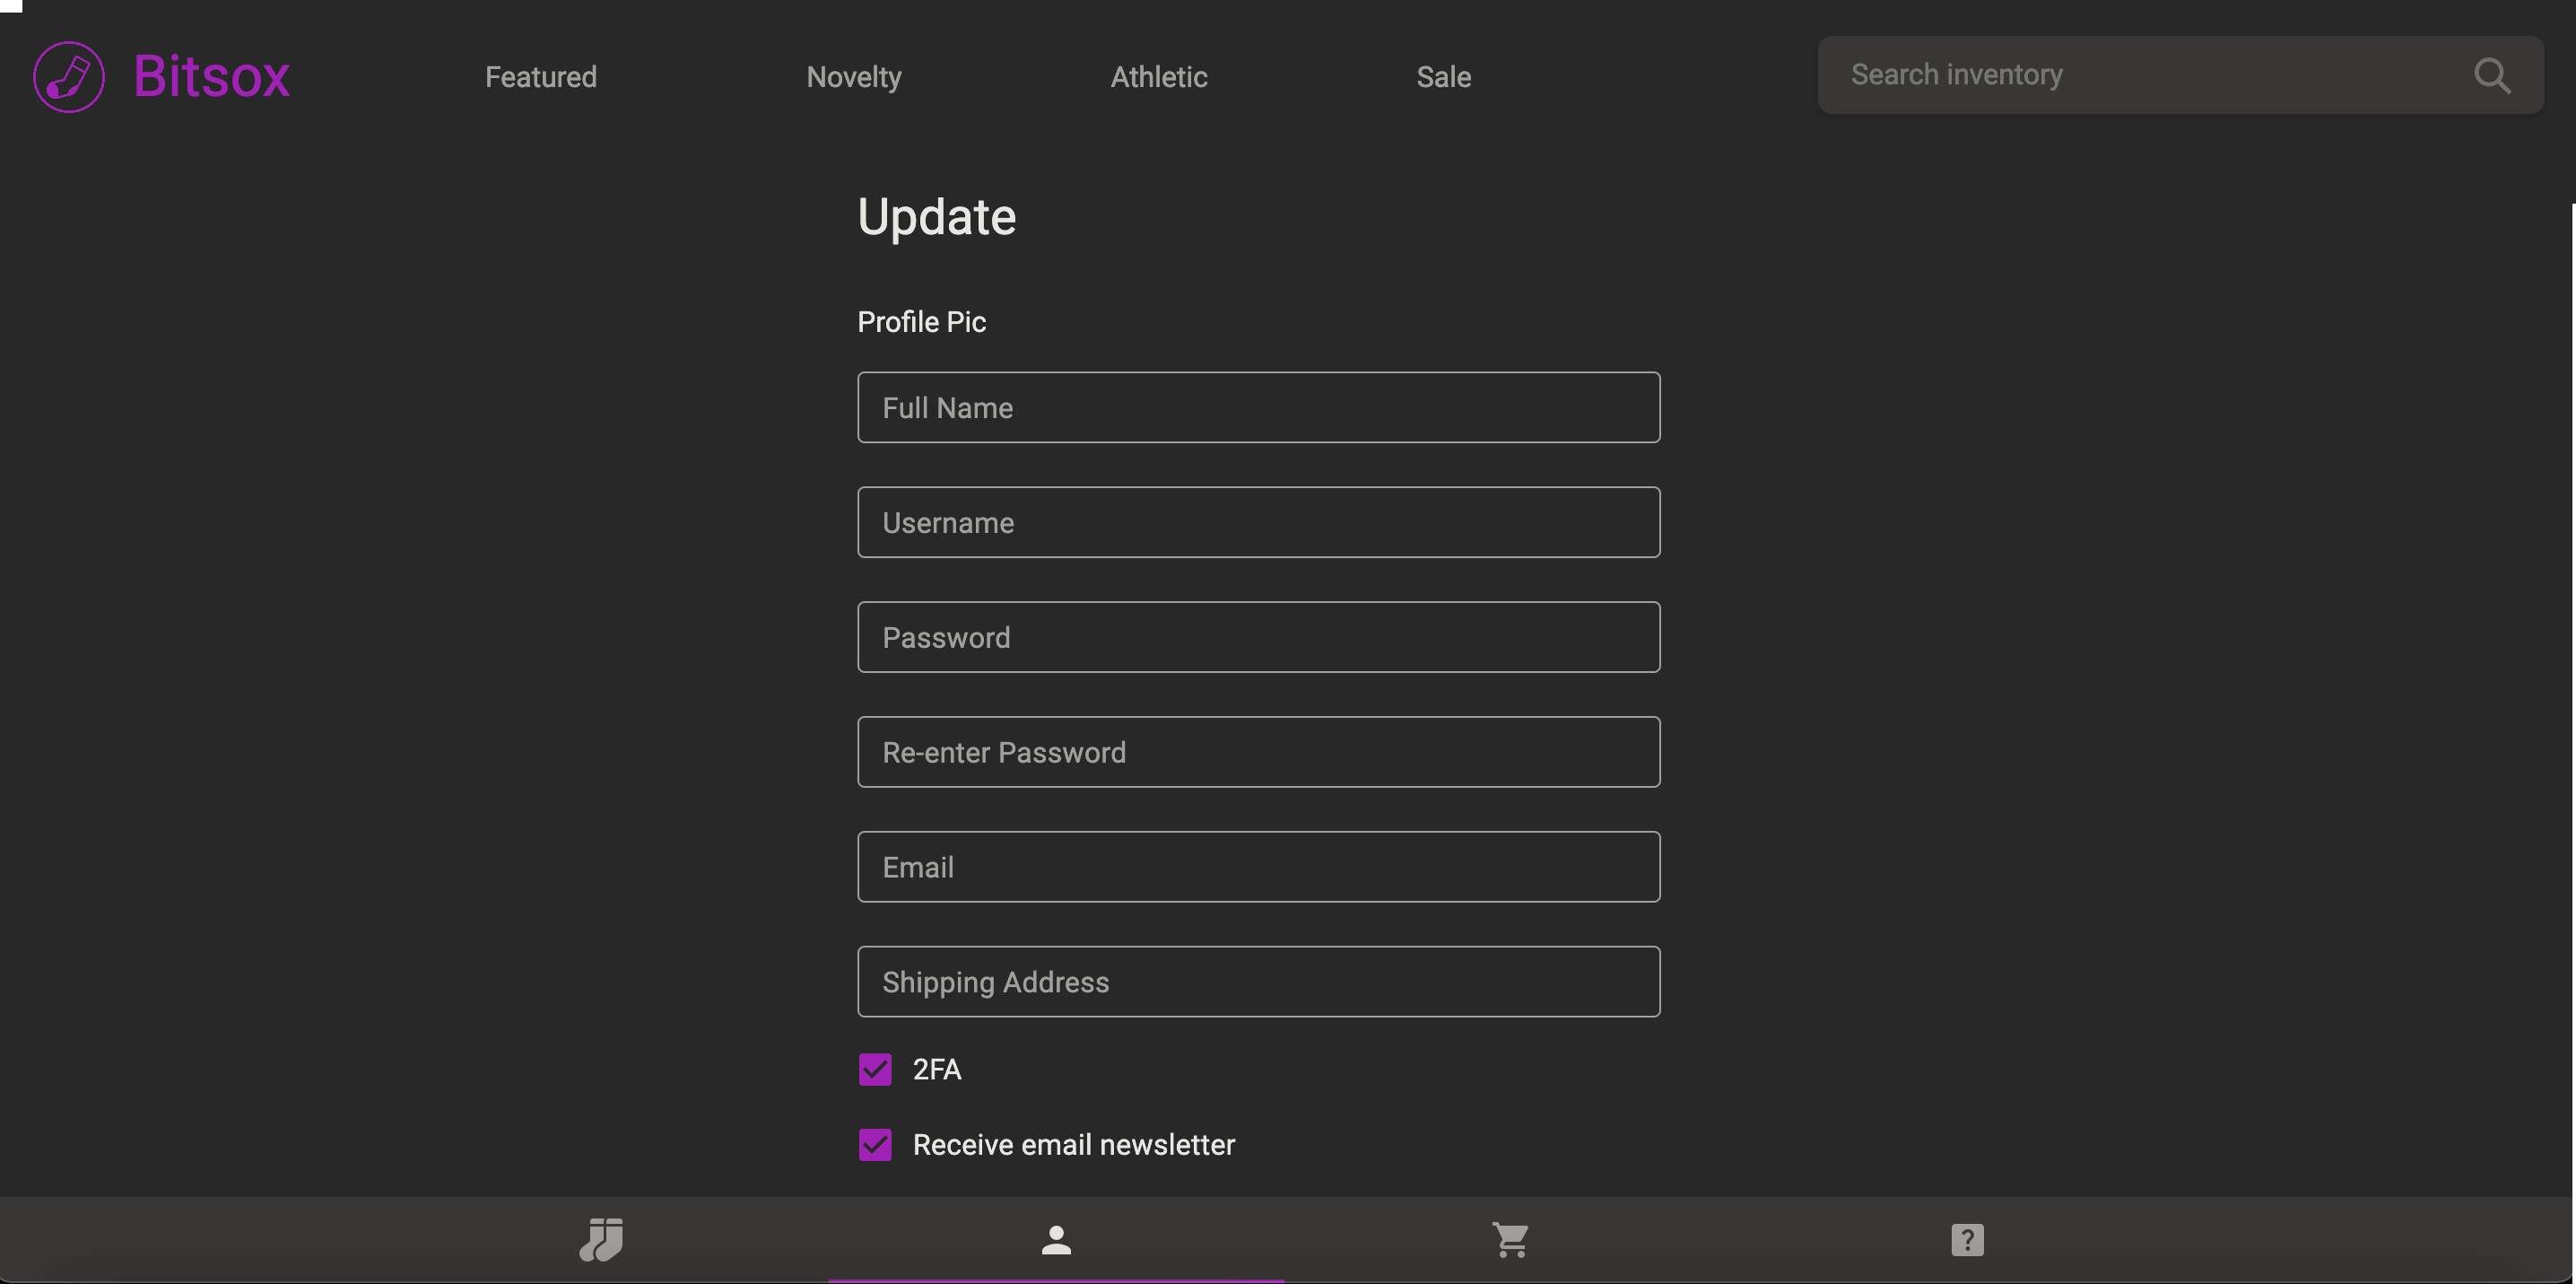 Bitsox
Featured
Novelty
Athletic
Sale
Search inventory
Update
Profile Pic
Full Name
Username
Password
Re-enter Password
Email
Shipping Address
2FA
Receive email newsletter
?